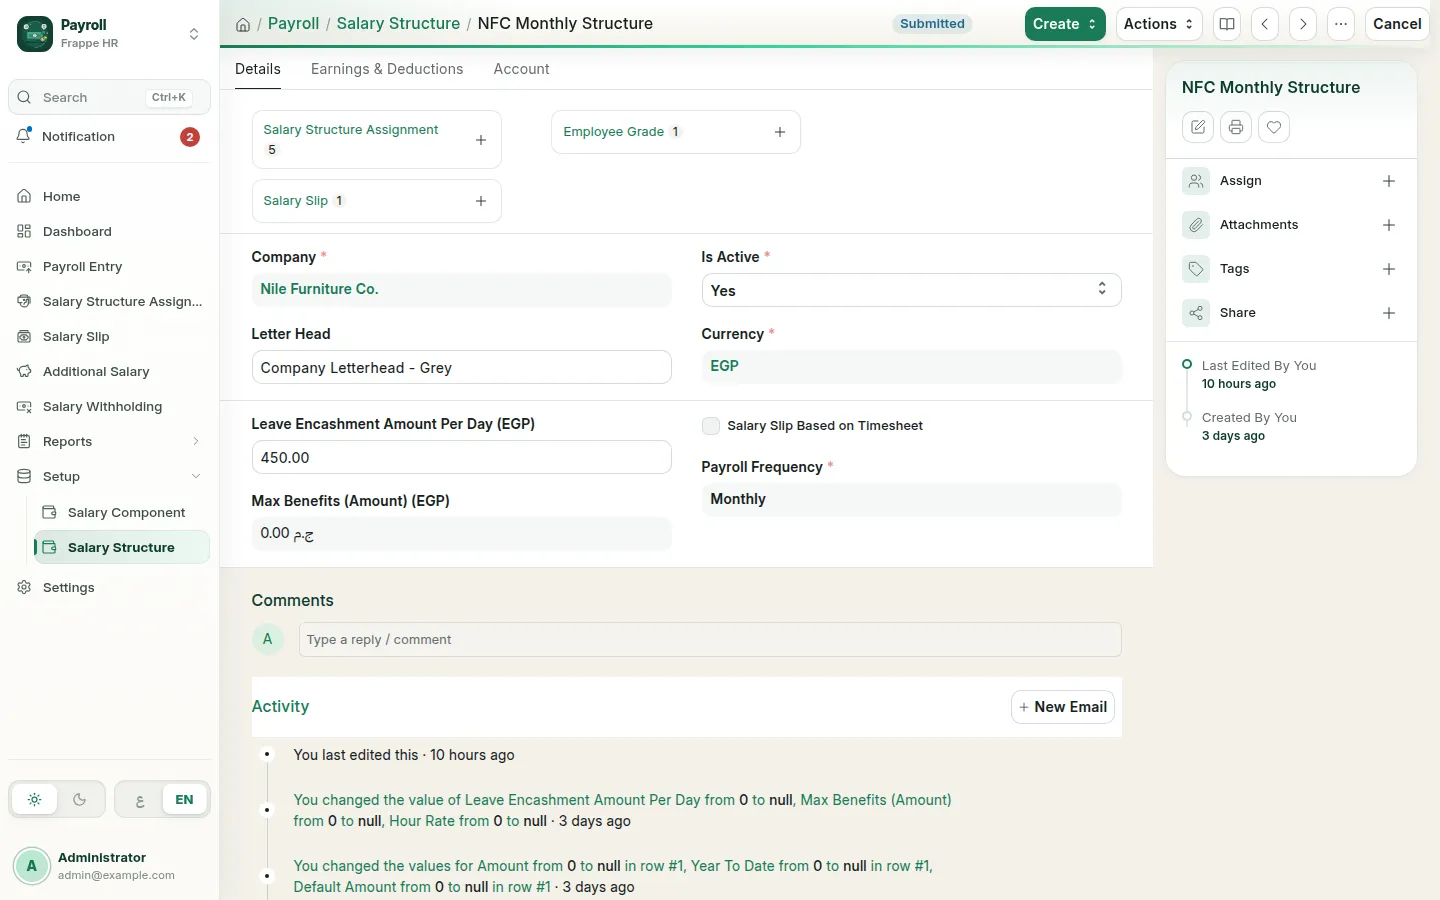 Payroll
Frappe HR
Search
Ctrl+K
Notification
2
Home
Dashboard
Payroll Entry
Salary Structure Assign...
Salary Slip
Additional Salary
Salary Withholding
Reports
Setup
Salary Component
Salary Structure
Settings
ع
EN
A
Administrator
admin@example.com
/ Payroll / Salary Structure / NFC Monthly Structure
Submitted
Create
Actions
Cancel
Details
Earnings & Deductions
Account
Salary Structure Assignment
5
Employee Grade 1
Salary Slip 1
Company *
Nile Furniture Co.
Is Active *
Yes
Letter Head
Company Letterhead - Grey
Currency *
EGP
Leave Encashment Amount Per Day (EGP)
450.00
Salary Slip Based on Timesheet
Payroll Frequency *
Monthly
Max Benefits (Amount) (EGP)
0.00 ج.م
Comments
A
Type a reply / comment
Activity
+ New Email
You last edited this · 10 hours ago
You changed the value of Leave Encashment Amount Per Day from 0 to null, Max Benefits (Amount)
from 0 to null, Hour Rate from 0 to null · 3 days ago
You changed the values for Amount from 0 to null in row #1, Year To Date from 0 to null in row #1,
Default Amount from 0 to null in row #1 · 3 days ago
NFC Monthly Structure
Assign
Attachments
Tags
Share
Last Edited By You
10 hours ago
Created By You
3 days ago